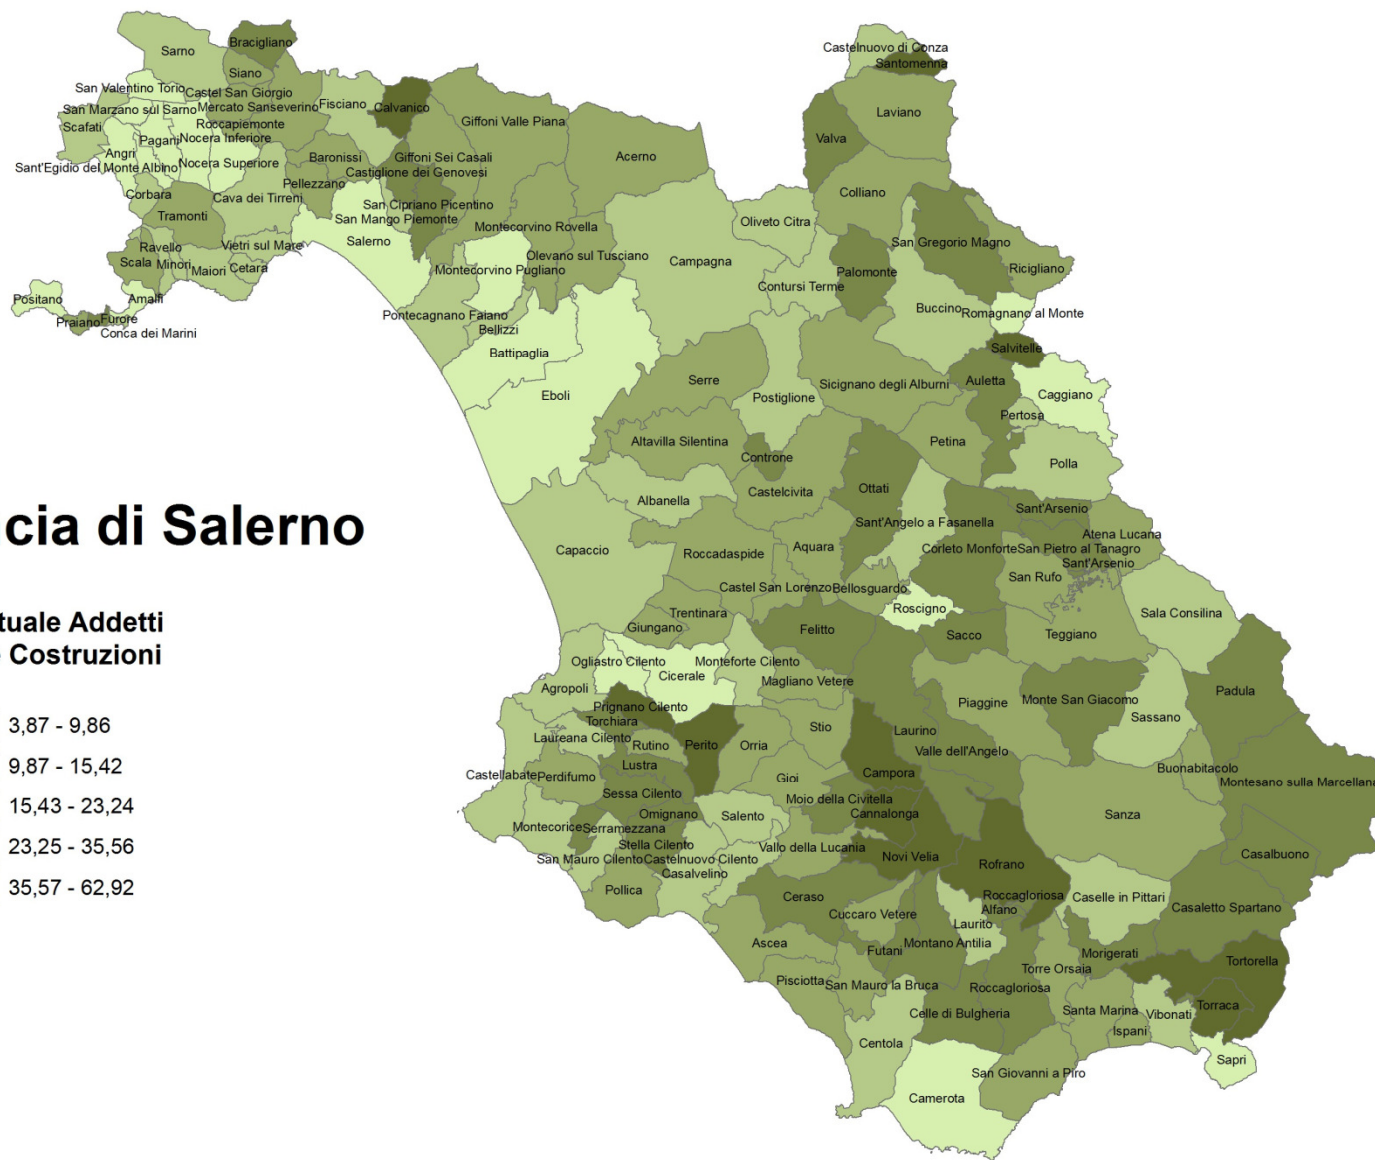 Castelnuovo di Conza
Santomenna
Bracigliano
Sarno
Siano
Laviano
San Valentino Torio
Castel San Giorgio
San Marzano sul Sarno
Mercato Sanseverino
Fisciano
Calvanico
Scafati
Roccapiemonte
Giffoni Valle Piana
Valva
Pagani
Nocera Inferiore
Angri
Nocera Superiore
Baronissi
Giffoni Sei Casali
Acerno
Sant'Egidio del Monte Albino
Castiglione dei Genovesi
Pellezzano
Colliano
Corbara
Cava dei Tirreni
San Cipriano Picentino
Tramonti
San Mango Piemonte
Montecorvino Rovella
Oliveto Citra
Salerno
San Gregorio Magno
Ravello
Vietri sul Mare
Olevano sul Tusciano
Campagna
Scala
Minori
Maiori
Cetara
Montecorvino Pugliano
Palomonte
Ricigliano
Contursi Terme
Positano
Amalfi
Buccino
Romagnano al Monte
Praiano
Furore
Pontecagnano Faiano
Conca dei Marini
Bellizzi
Battipaglia
Salvitelle
Serre
Sicignano degli Alburni
Auletta
Eboli
Postiglione
Caggiano
Pertosa
Altavilla Silentina
Petina
Controne
Polla
Ottati
Castelcivita
Albanella
Sant'Arsenio
cia di Salerno
Sant'Angelo a Fasanella
Atena Lucana
Capaccio
Roccadaspide
Aquara
Corleto Monforte
San Pietro al Tanagro
Sant'Arsenio
San Rufo
Castel San Lorenzo
Bellosguardo
Roscigno
Trentinara
Sala Consilina
tuale Addetti
Giungano
Felitto
Sacco
Teggiano
e Costruzioni
Ogliastro Cilento
Monteforte Cilento
Cicerale
Magliano Vetere
Agropoli
Padula
Piaggine
Monte San Giacomo
Prignano Cilento
Sassano
Torchiara
3,87 - 9,86
Stio
Laurino
Laureana Cilento
Rutino
Perito
Orria
Valle dell'Angelo
Lustra
9,87 - 15,42
Buonabitacolo
Campora
Castellabate
Perdifumo
Gioi
Montesano sulla Marcellana
Sessa Cilento
Moio della Civitella
15,43 - 23,24
Omignano
Salento
Cannalonga
Sanza
Montecorice
Serramezzana
Stella Cilento
Vallo della Lucania
23,25 - 35,56
Novi Velia
Casalbuono
San Mauro Cilento
Castelnuovo Cilento
Rofrano
Casalvelino
35,57 - 62,92
Pollica
Ceraso
Roccagloriosa
Caselle in Pittari
Casaletto Spartano
Alfano
Cuccaro Vetere
Laurito
Ascea
Futani
Montano Antilia
Morigerati
Tortorella
Torre Orsaia
Pisciotta
San Mauro la Bruca
Roccagloriosa
Torraca
Celle di Bulgheria
Santa Marina
Vibonati
Ispani
Centola
Sapri
San Giovanni a Piro
Camerota